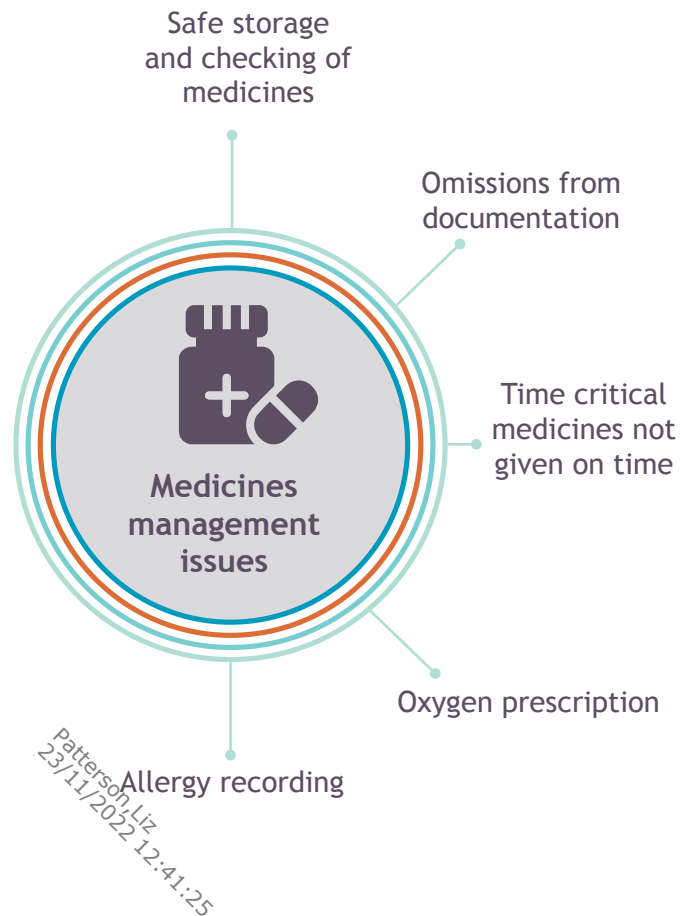 Safe storage
and checking of
medicines
Omissions from
documentation
Time critical
medicines not
given on time
Medicines
management
issues
Oxygen prescription
Allergy recording
Patterson,Liz
23/11/2022 12:41:25